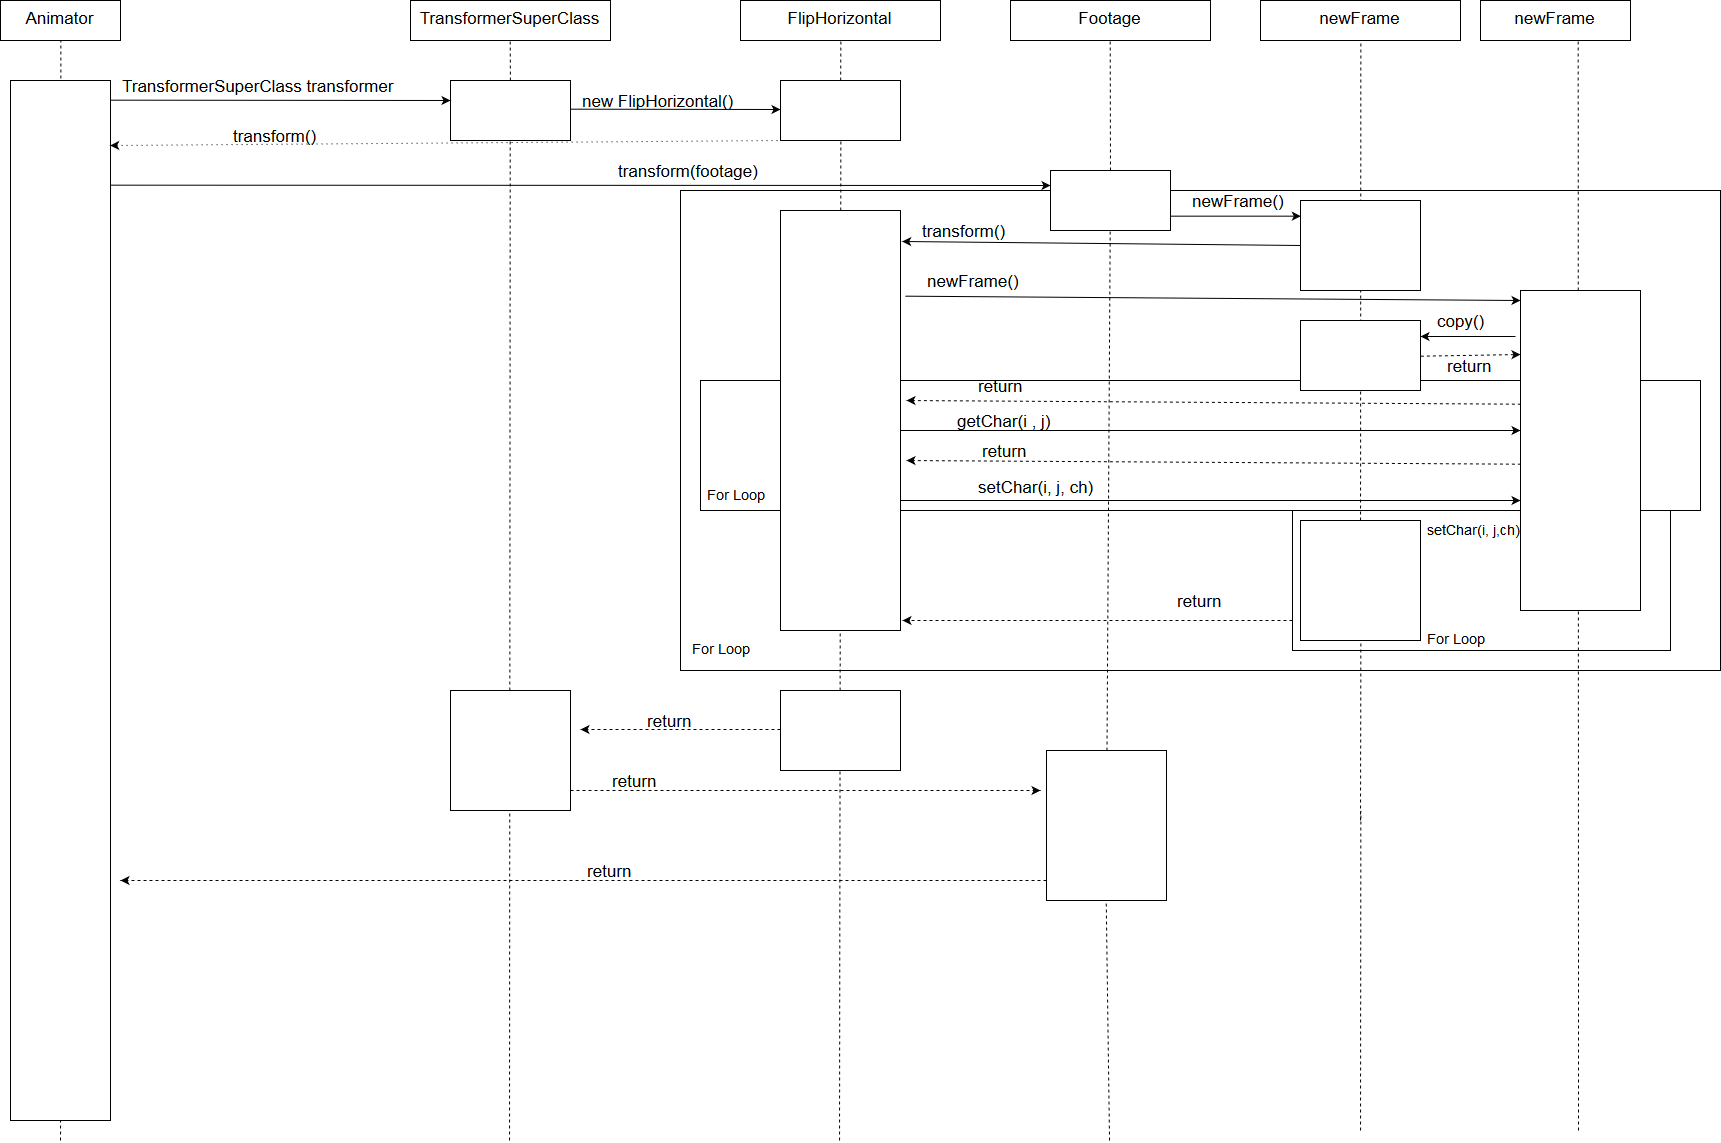 Animator
TransformerSuperClass
FlipHorizontal
Footage
newFrame
newFrame
TransformerSuperClass transformer
new FlipHorizontal()
transform()
transform(footage)
newFrame()
transform()
newFrame()
copy()
return
return
getChar(i , j)
return
setChar(i, j, ch)
For Loop
setChar(i, j,ch)
return
For Loop
For Loop
return
return
return